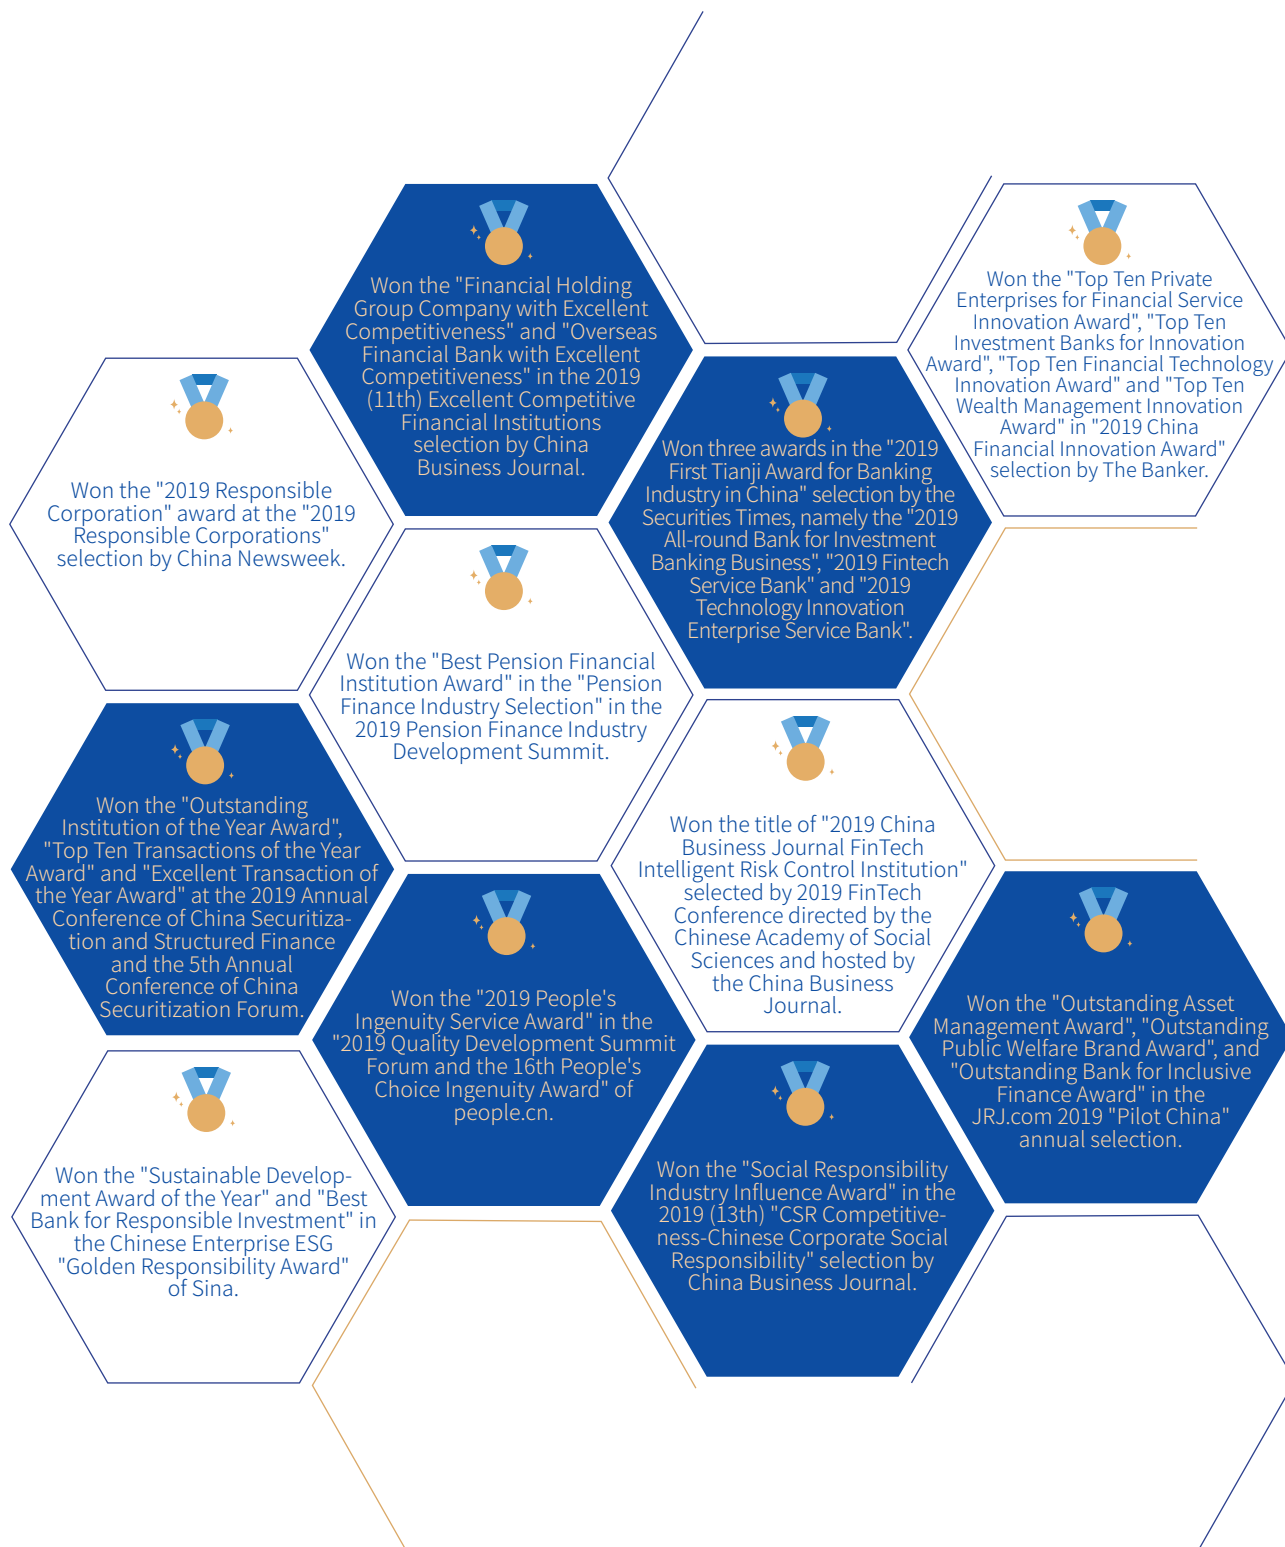 Won the "Financial Holding
Group Company with Excellent
Competitiveness" and "Overseas
Financial Bank with Excellent
Competitiveness" in the 2019
(11th) Excellent Competitive
Financial Institutions
selection by China
Business Journal.
Won the "Top Ten Private
Enterprises for Financial Service
Innovation Award", "Top Ten
Investment Banks for Innovation
Award", "Top Ten Financial Technology
Innovation Award" and "Top Ten
Wealth Management Innovation
Award" in "2019 China
Financial Innovation Award"
selection by The Banker.
Won the "2019 Responsible
Corporation" award at the "2019
Responsible Corporations"
selection by China Newsweek.
Won three awards in the "2019
First Tianji Award for Banking
Industry in China" selection by the
Securities Times, namely the "2019
All-round Bank for Investment
Banking Business", "2019 Fintech
Service Bank" and "2019
Technology Innovation
Enterprise Service Bank".
Won the "Best Pension Financial
Institution Award" in the "Pension
Finance Industry Selection" in the
2019 Pension Finance Industry
Development Summit.
Won the "Outstanding
Institution of the Year Award",
"Top Ten Transactions of the Year
Award" and "Excellent Transaction of
the Year Award" at the 2019 Annual
Conference of China Securitiza-
tion and Structured Finance
and the 5th Annual
Conference of China
Securitization Forum.
Won the title of "2019 China
Business Journal FinTech
Intelligent Risk Control Institution"
selected by 2019 FinTech
Conference directed by the
Chinese Academy of Social
Sciences and hosted by
the China Business
Journal.
Won the "2019 People's
Ingenuity Service Award" in the
"2019 Quality Development Summit
Forum and the 16th People's
Choice Ingenuity Award" of
people.cn.
Won the "Outstanding Asset
Management Award", "Outstanding
Public Welfare Brand Award", and
"Outstanding Bank for Inclusive
Finance Award" in the
JRJ.com 2019 "Pilot China"
annual selection.
Won the "Sustainable Develop-
ment Award of the Year" and "Best
Bank for Responsible Investment" in
the Chinese Enterprise ESG
"Golden Responsibility Award"
of Sina.
Won the "Social Responsibility
Industry Influence Award" in the
2019 (13th) "CSR Competitive-
ness-Chinese Corporate Social
Responsibility" selection by
China Business Journal.